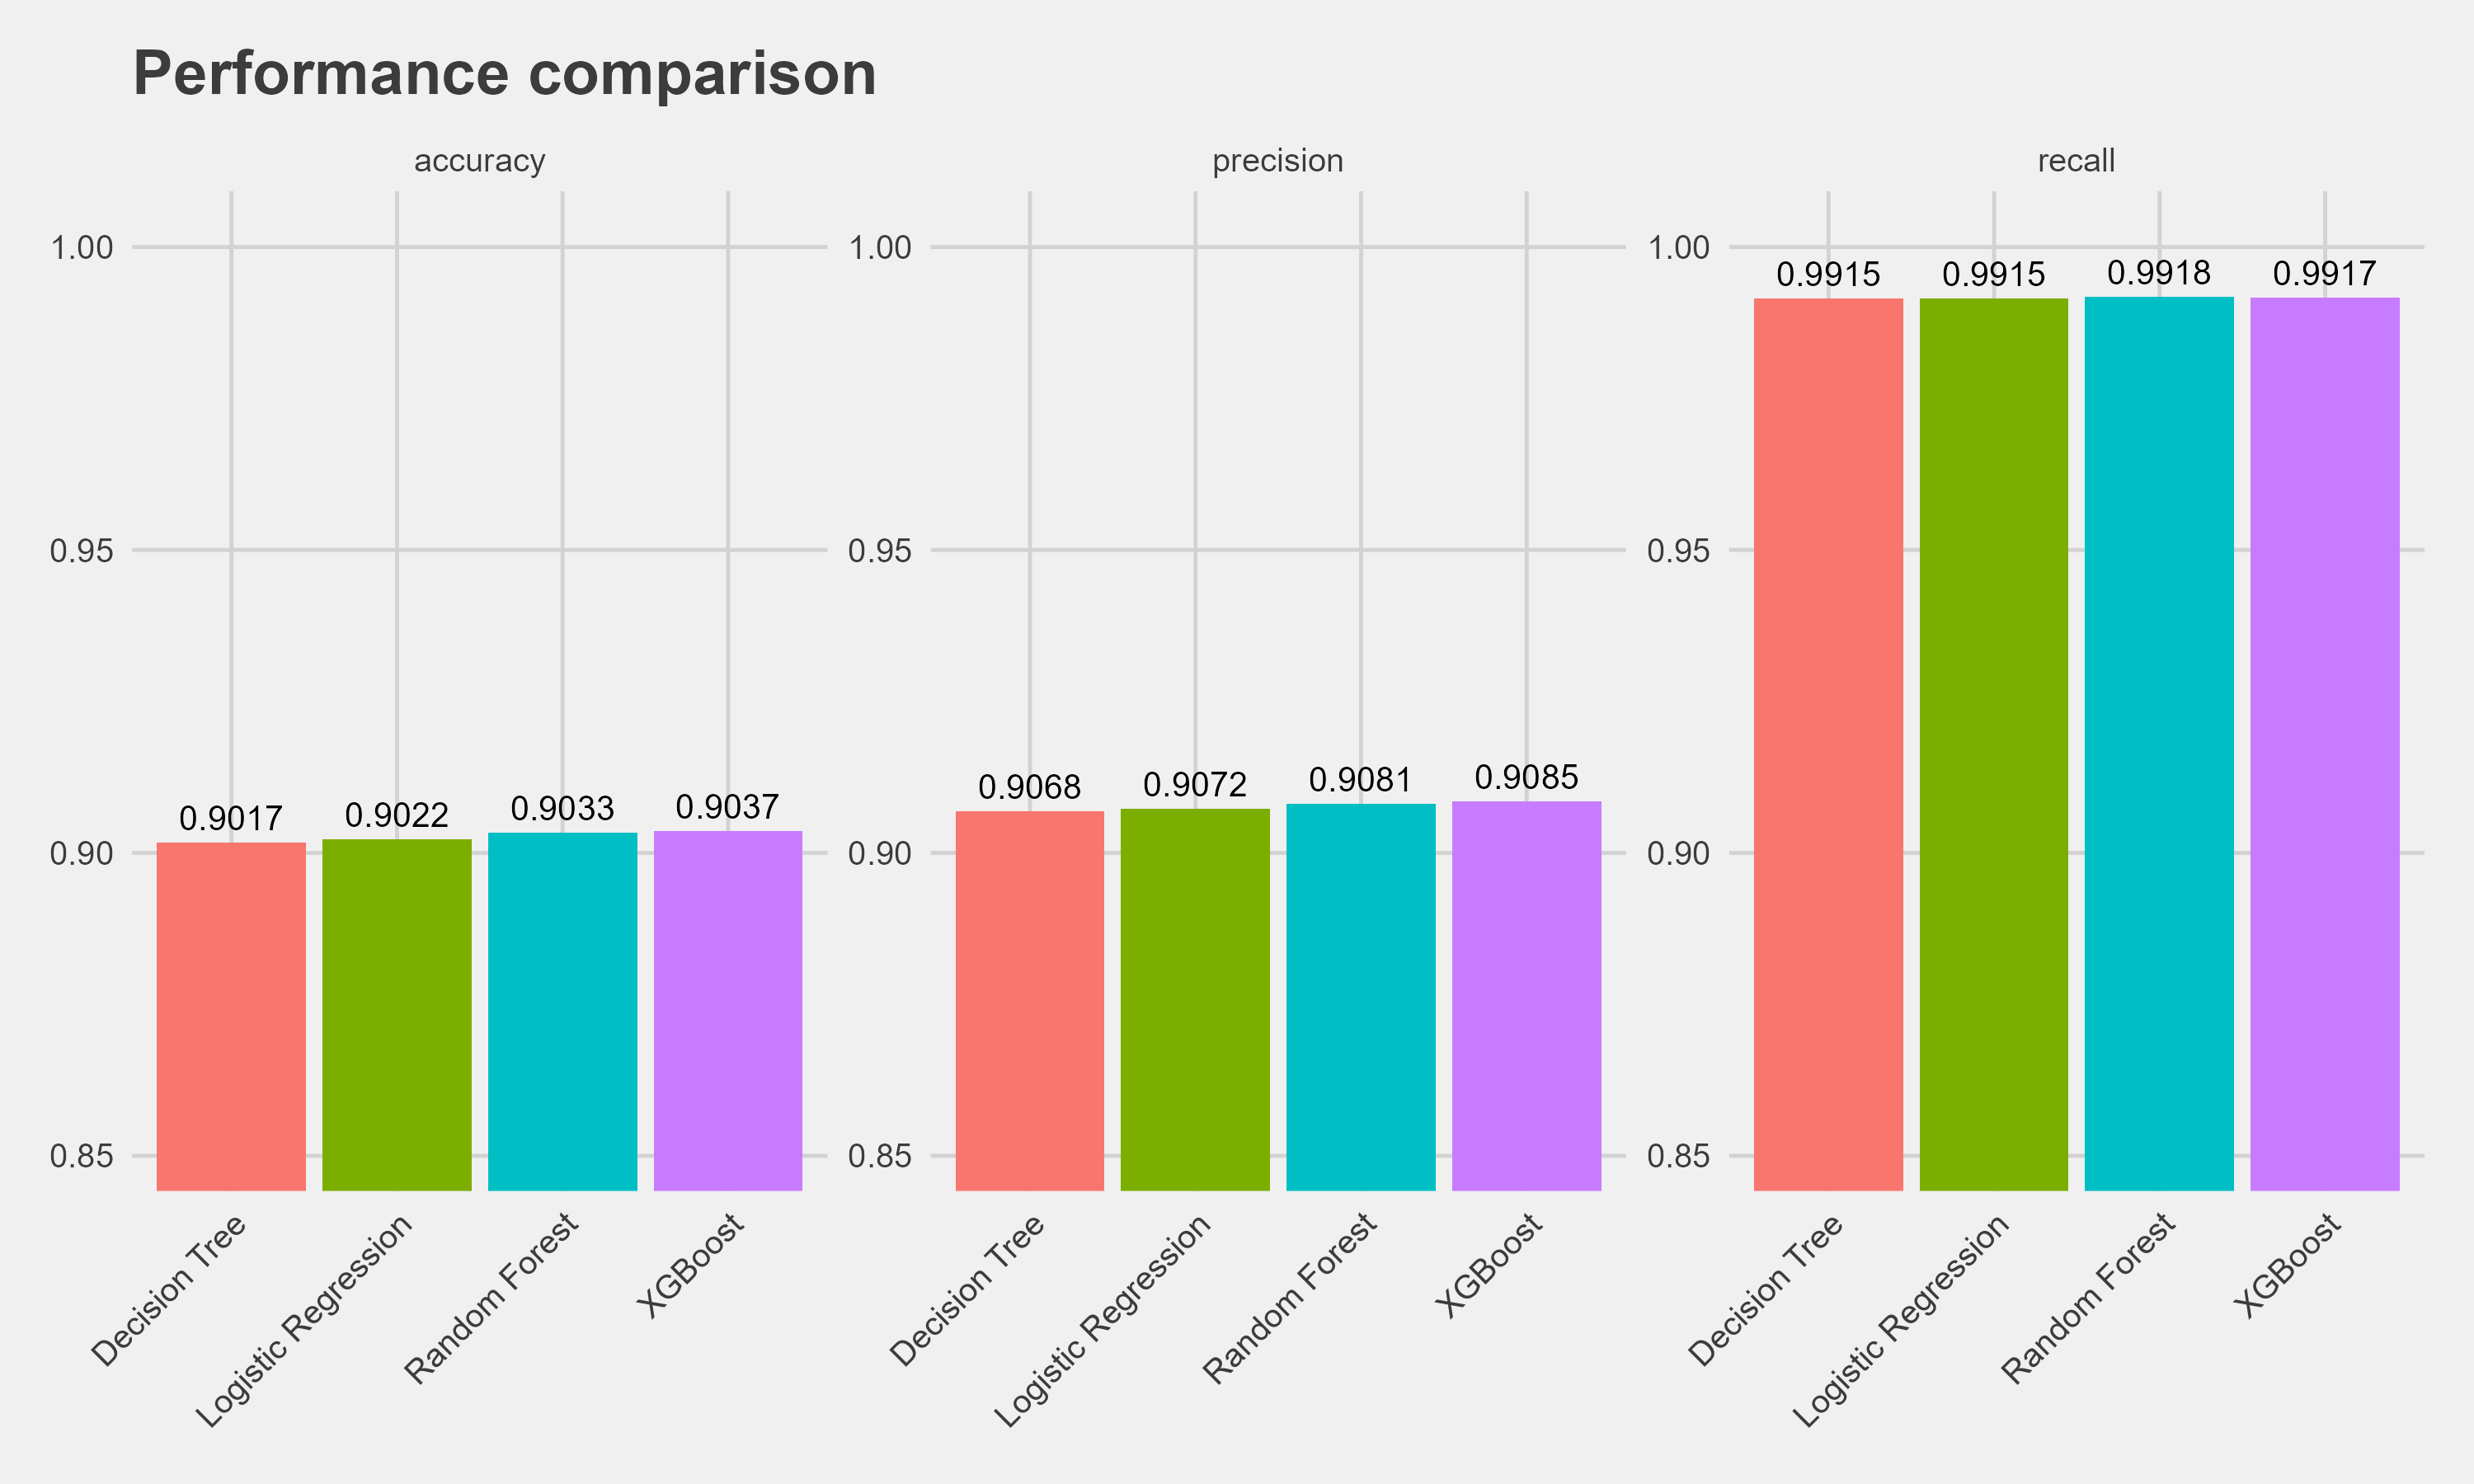 Performance comparison
accuracy
precision
recall
1.00
0.95
0.90
0.85
0.9017
0.9022
0.9033
0.9037
Decision Tree
Logistic Regression
Random Forest
XGBoost
1.00
0.95
0.90
0.85
0.9068
0.9072
0.9081
0.9085
Decision Tree
Logistic Regression
Random Forest
XGBoost
1.00
0.95
0.90
0.85
0.9915
0.9915
0.9918
0.9917
Decision Tree
Logistic Regression
Random Forest
XGBoost